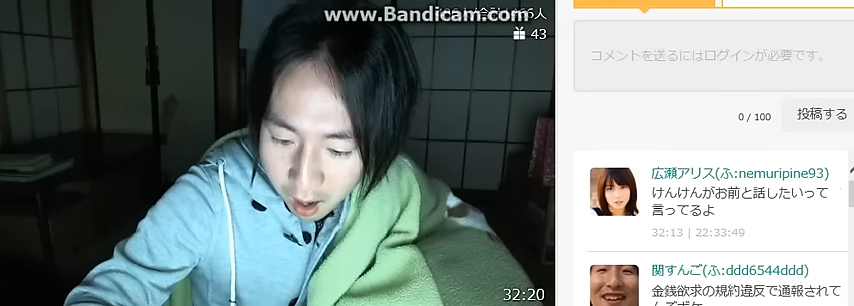 www.Bandicam.com
43
コメントを送るにはログインが必要です。
0 / 100
投稿する
広瀬アリス(ふ:nemuripine93)
けんけんがお前と話したいって
言ってるよ
32:13 | 22:33:49
関すんご(ふ:ddd6544ddd)
金銭欲求の規約違反で通報されて
32:20